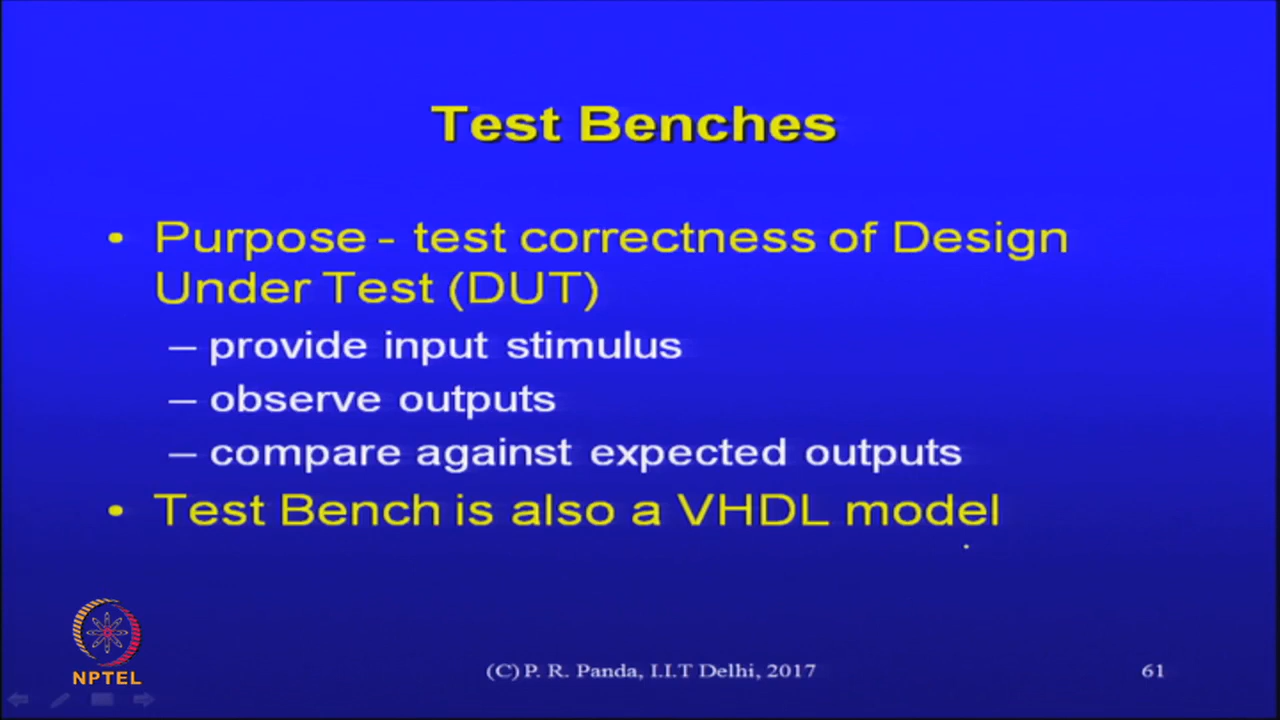 Test Benches
• Purpose - test correctness of Design
Under Test (DUT)
– provide input stimulus
– observe outputs
– compare against expected outputs
• Test Bench is also a VHDL model
NPTEL
(C) P. R. Panda, I.I.T Delhi, 2017
61